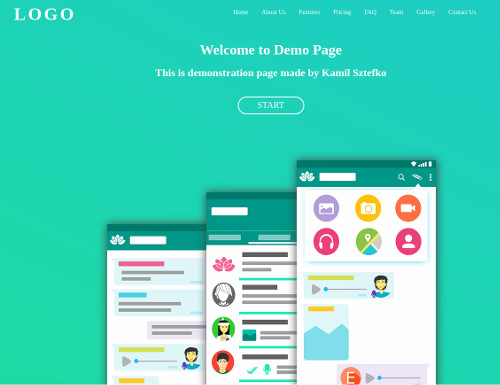 LOGO
Home About Us Features Pricing FAQ Team Gallery Contact Us
Welcome to Demo Page
This is demonstration page made by Kamil Sztefko
START
E